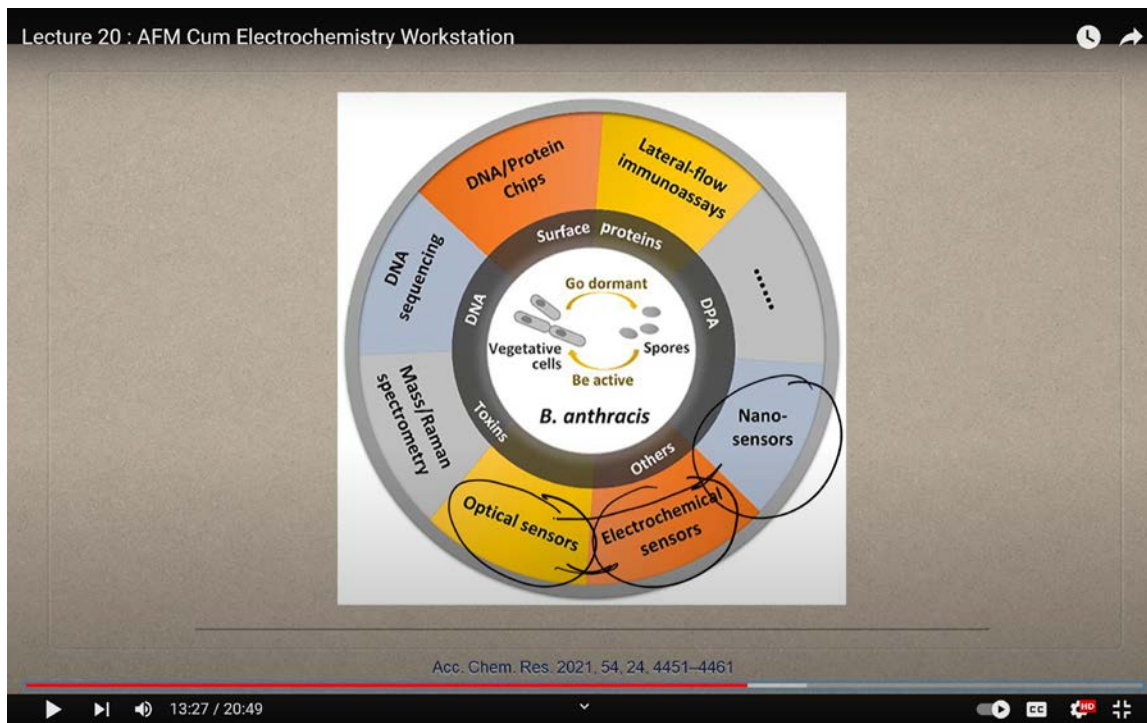 Lecture 20 : AFM Cum Electrochemistry Workstation
DNA/Protein
Chips
Lateral-flow
immunoassays
DNA
sequencing
Surface proteins
......
DNA
DPA
Go dormant
Vegetative
cells
Spores
Be active
B. anthracis
Mass/Raman
spectrometry
Toxins
Others
Nano-
sensors
Optical sensors
Electrochemical
sensors
Acc. Chem. Res. 2021, 54, 24, 4451–4461
13:27 / 20:49
CC
HD